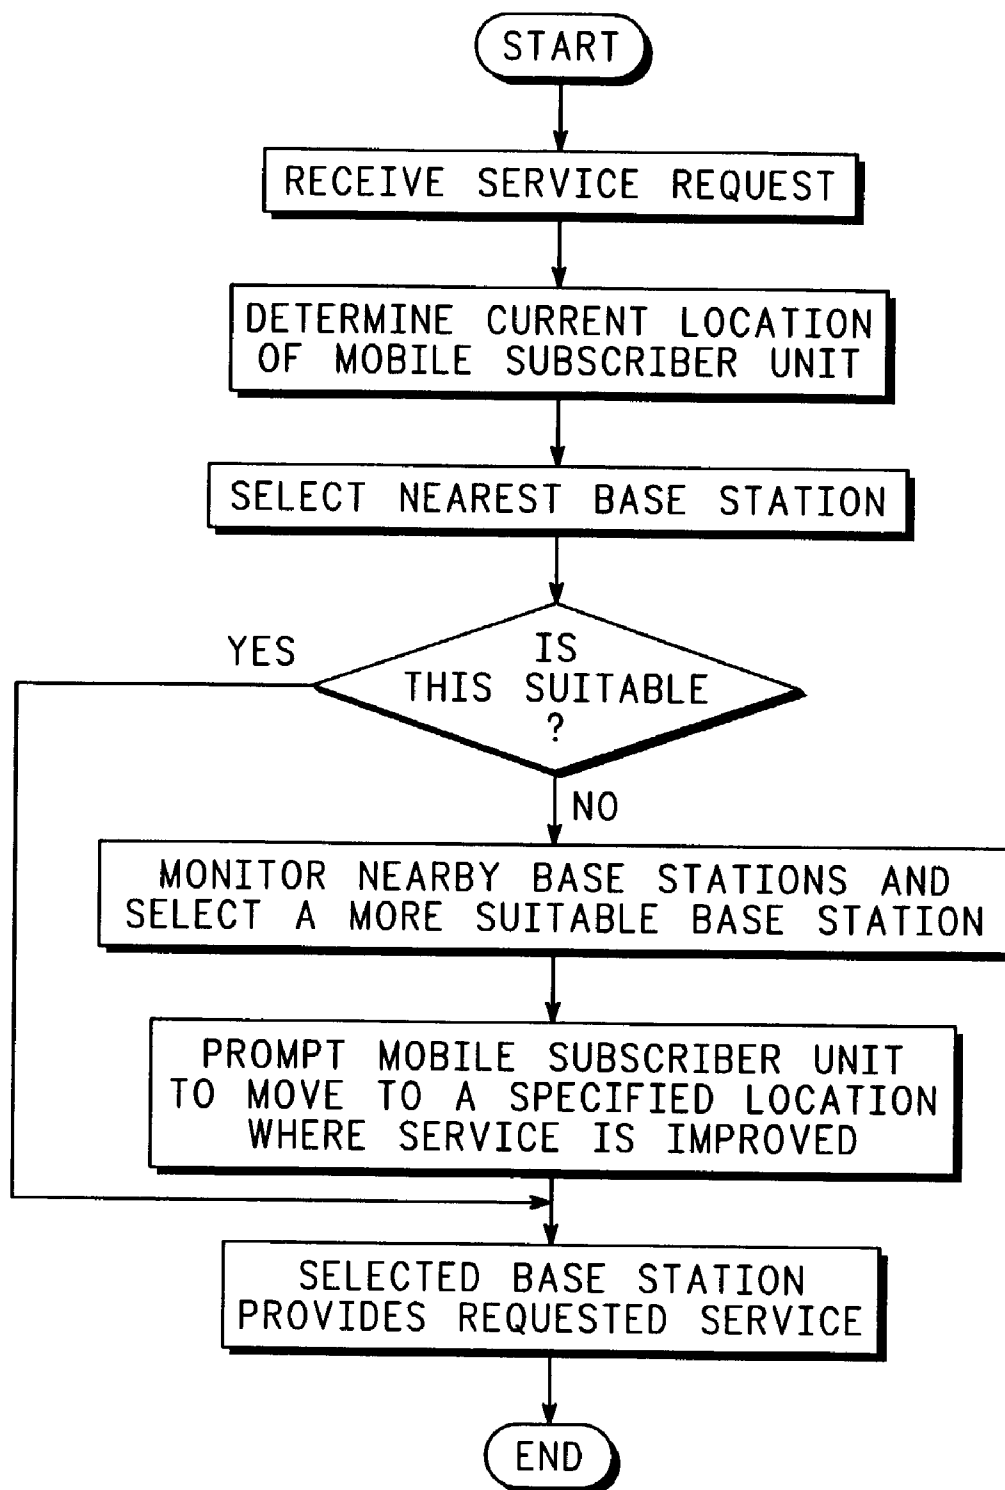 START
RECEIVE SERVICE REQUEST
DETERMINE CURRENT LOCATION
OF MOBILE SUBSCRIBER UNIT
SELECT NEAREST BASE STATION
YES
IS
THIS SUITABLE
?
NO
MONITOR NEARBY BASE STATIONS AND
SELECT A MORE SUITABLE BASE STATION
PROMPT MOBILE SUBSCRIBER UNIT
TO MOVE TO A SPECIFIED LOCATION
WHERE SERVICE IS IMPROVED
SELECTED BASE STATION
PROVIDES REQUESTED SERVICE
END